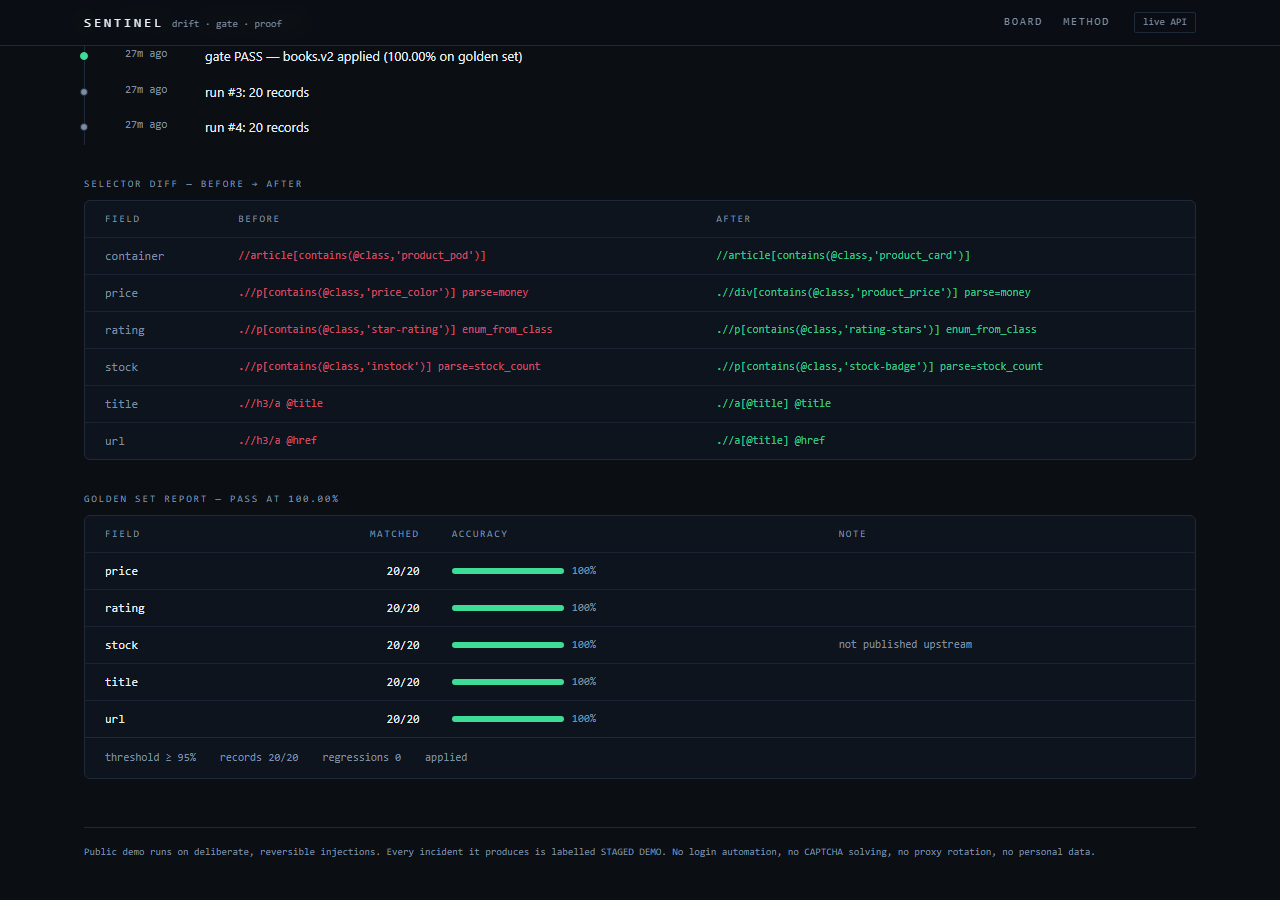 SENTINEL drift · gate · proof BOARD METHOD live API
27m ago gate PASS — books.v2 applied (100.00% on golden set)
27m ago run #3: 20 records
27m ago run #4: 20 records
SELECTOR DIFF — BEFORE → AFTER
FIELD BEFORE AFTER
container //article[contains(@class,'product_pod')] //article[contains(@class,'product_card')]
price .//p[contains(@class,'price_color')] parse=money .//div[contains(@class,'product_price')] parse=money
rating .//p[contains(@class,'star-rating')] enum_from_class .//p[contains(@class,'rating-stars')] enum_from_class
stock .//p[contains(@class,'instock')] parse=stock_count .//p[contains(@class,'stock-badge')] parse=stock_count
title .//h3/a @title .//a[@title] @title
url .//h3/a @href .//a[@title] @href
GOLDEN SET REPORT — PASS AT 100.00%
FIELD MATCHED ACCURACY NOTE
price 20/20 100%
rating 20/20 100%
stock 20/20 100% not published upstream
title 20/20 100%
url 20/20 100%
threshold ≥ 95% records 20/20 regressions 0 applied
Public demo runs on deliberate, reversible injections. Every incident it produces is labelled STAGED DEMO. No login automation, no CAPTCHA solving, no proxy rotation, no personal data.